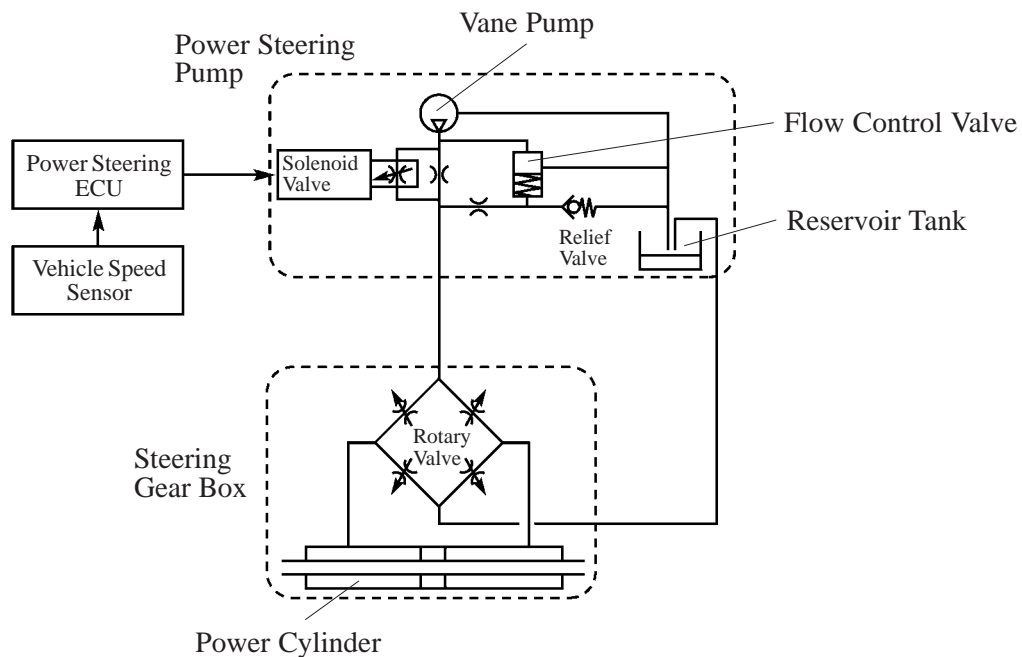 Vane Pump
Power Steering
Pump
Flow Control Valve
Power Steering
ECU
Solenoid
Valve
Reservoir Tank
Relief
Valve
Vehicle Speed
Sensor
Rotary
Valve
Steering
Gear Box
Power Cylinder